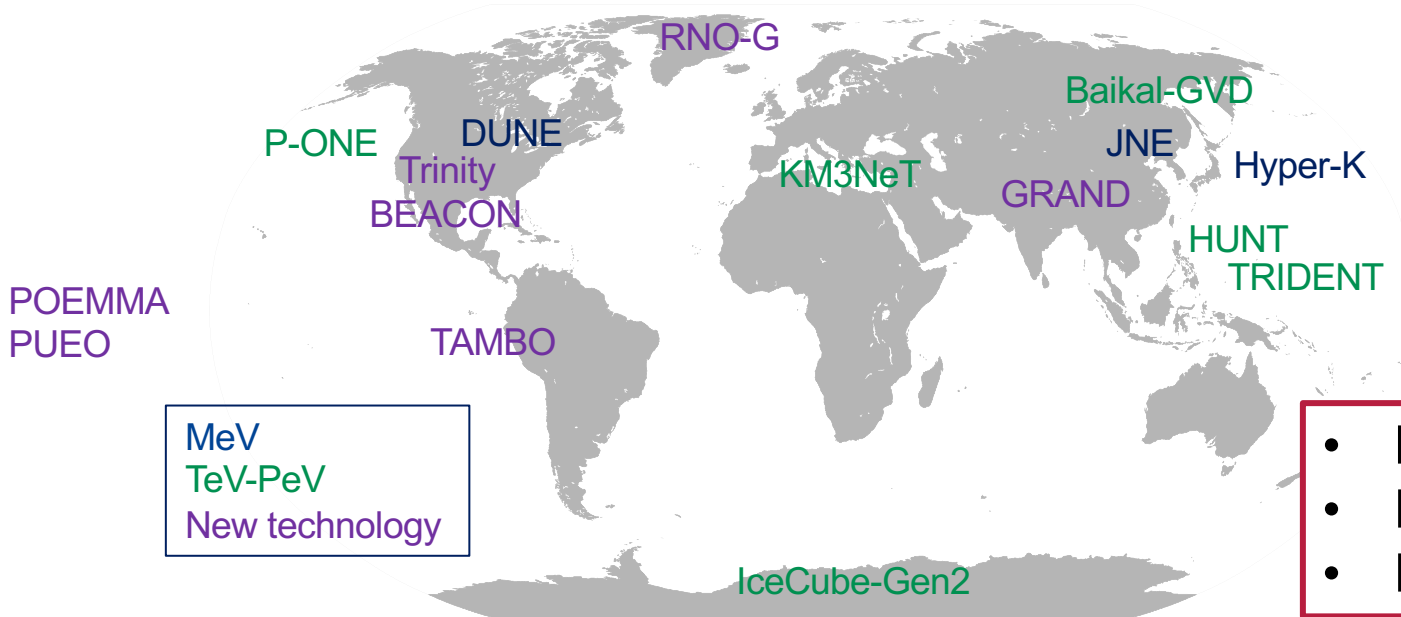 RNO-G
Baikal-GVD
P-ONE
DUNE
JNE
Hyper-K
Trinity
KM3NeT
GRAND
BEACON
HUNT
TRIDENT
POEMMA
PUEO
TAMBO
MeV
TeV-PeV
New technology
IceCube-Gen2